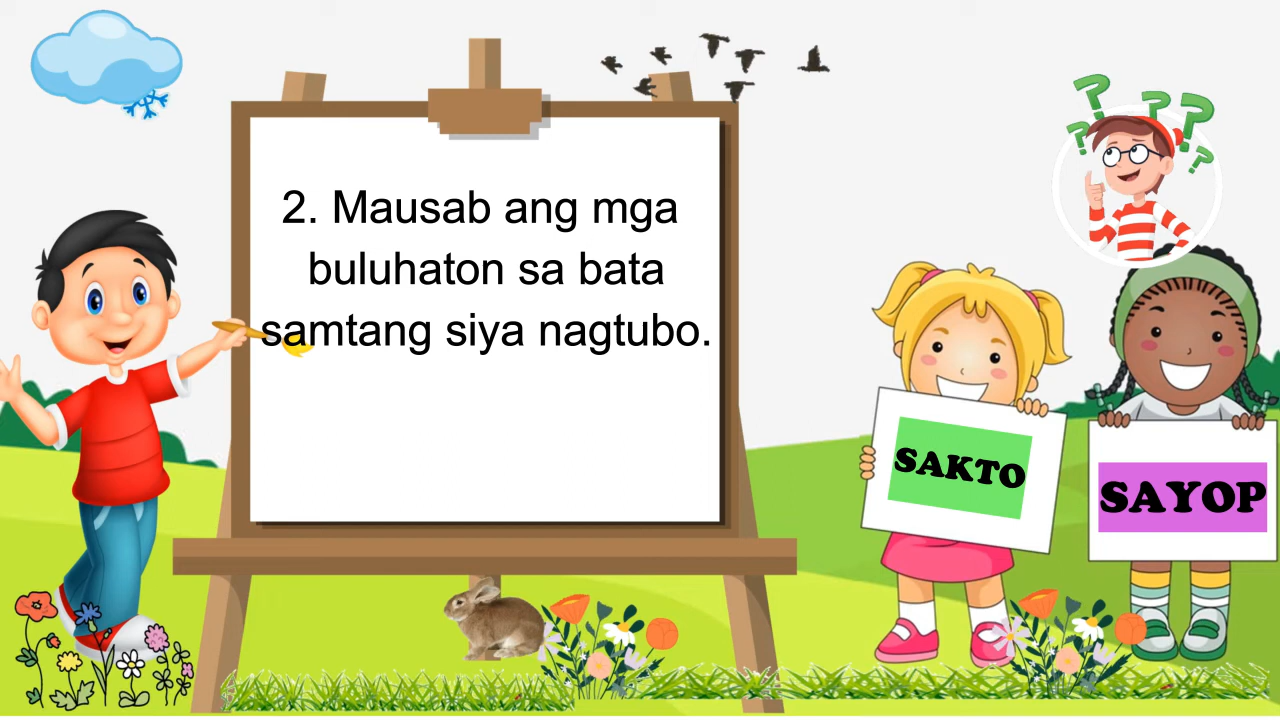 2. Mausab ang mga
buluhaton sa bata
samtang siya nagtubo.
SAKTO
SAYOP